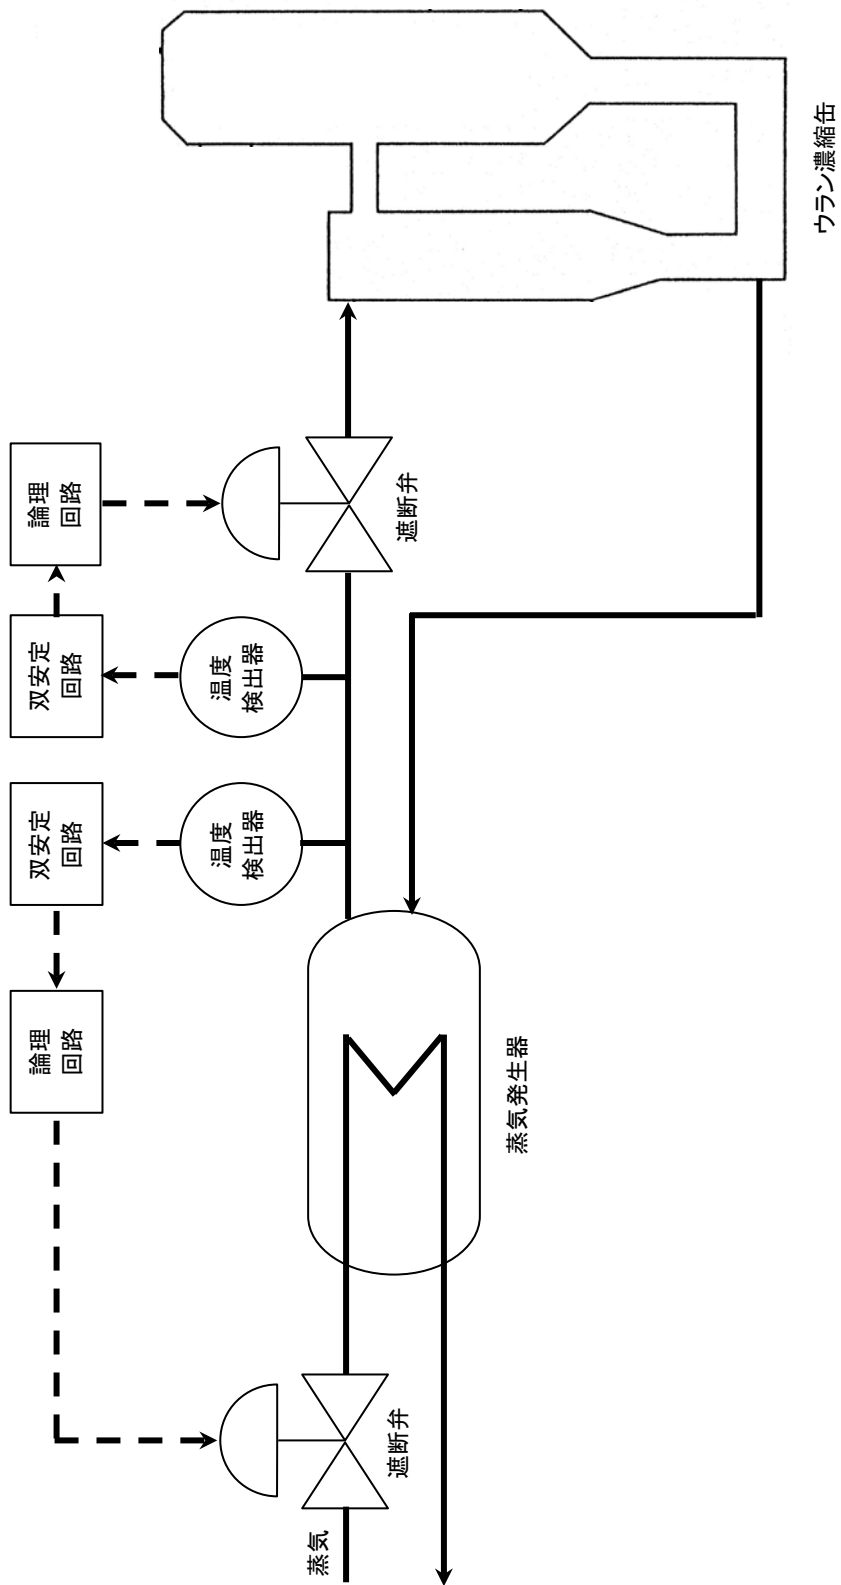 論理
回路
双安定
回路
双安定
回路
論理
回路
温度
検出器
温度
検出器
蒸気
遮断弁
遮断弁
蒸気発生器
ウラン濃縮缶